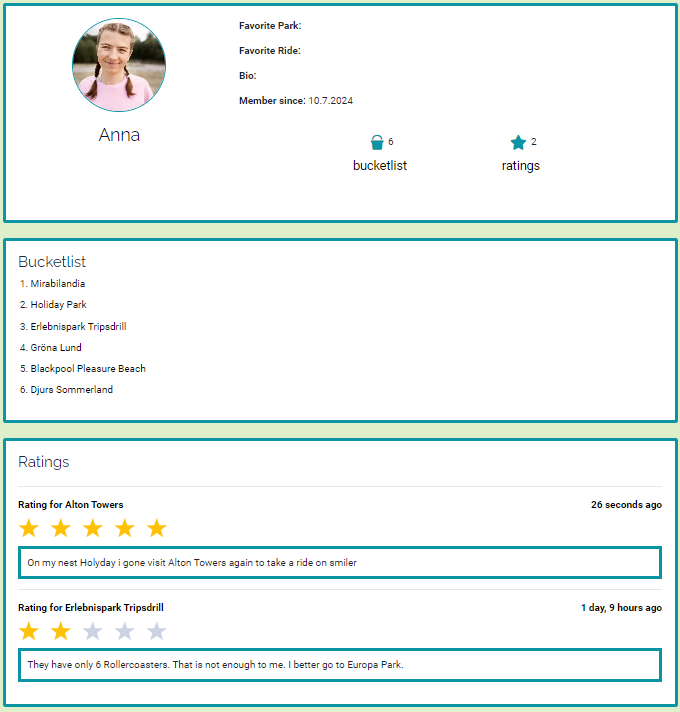 Favorite Park:
Favorite Ride:
Bio:
Member since: 10.7.2024
Anna
6
bucketlist
2
ratings
Bucketlist
1. Mirabilandia
2. Holiday Park
3. Erlebnispark Tripsdrill
4. Gröna Lund
5. Blackpool Pleasure Beach
6. Djurs Sommerland
Ratings
Rating for Alton Towers 26 seconds ago
On my nest Holyday i gone visit Alton Towers again to take a ride on smiler
Rating for Erlebnispark Tripsdrill 1 day, 9 hours ago
They have only 6 Rollercoasters. That is not enough to me. I better go to Europa Park.